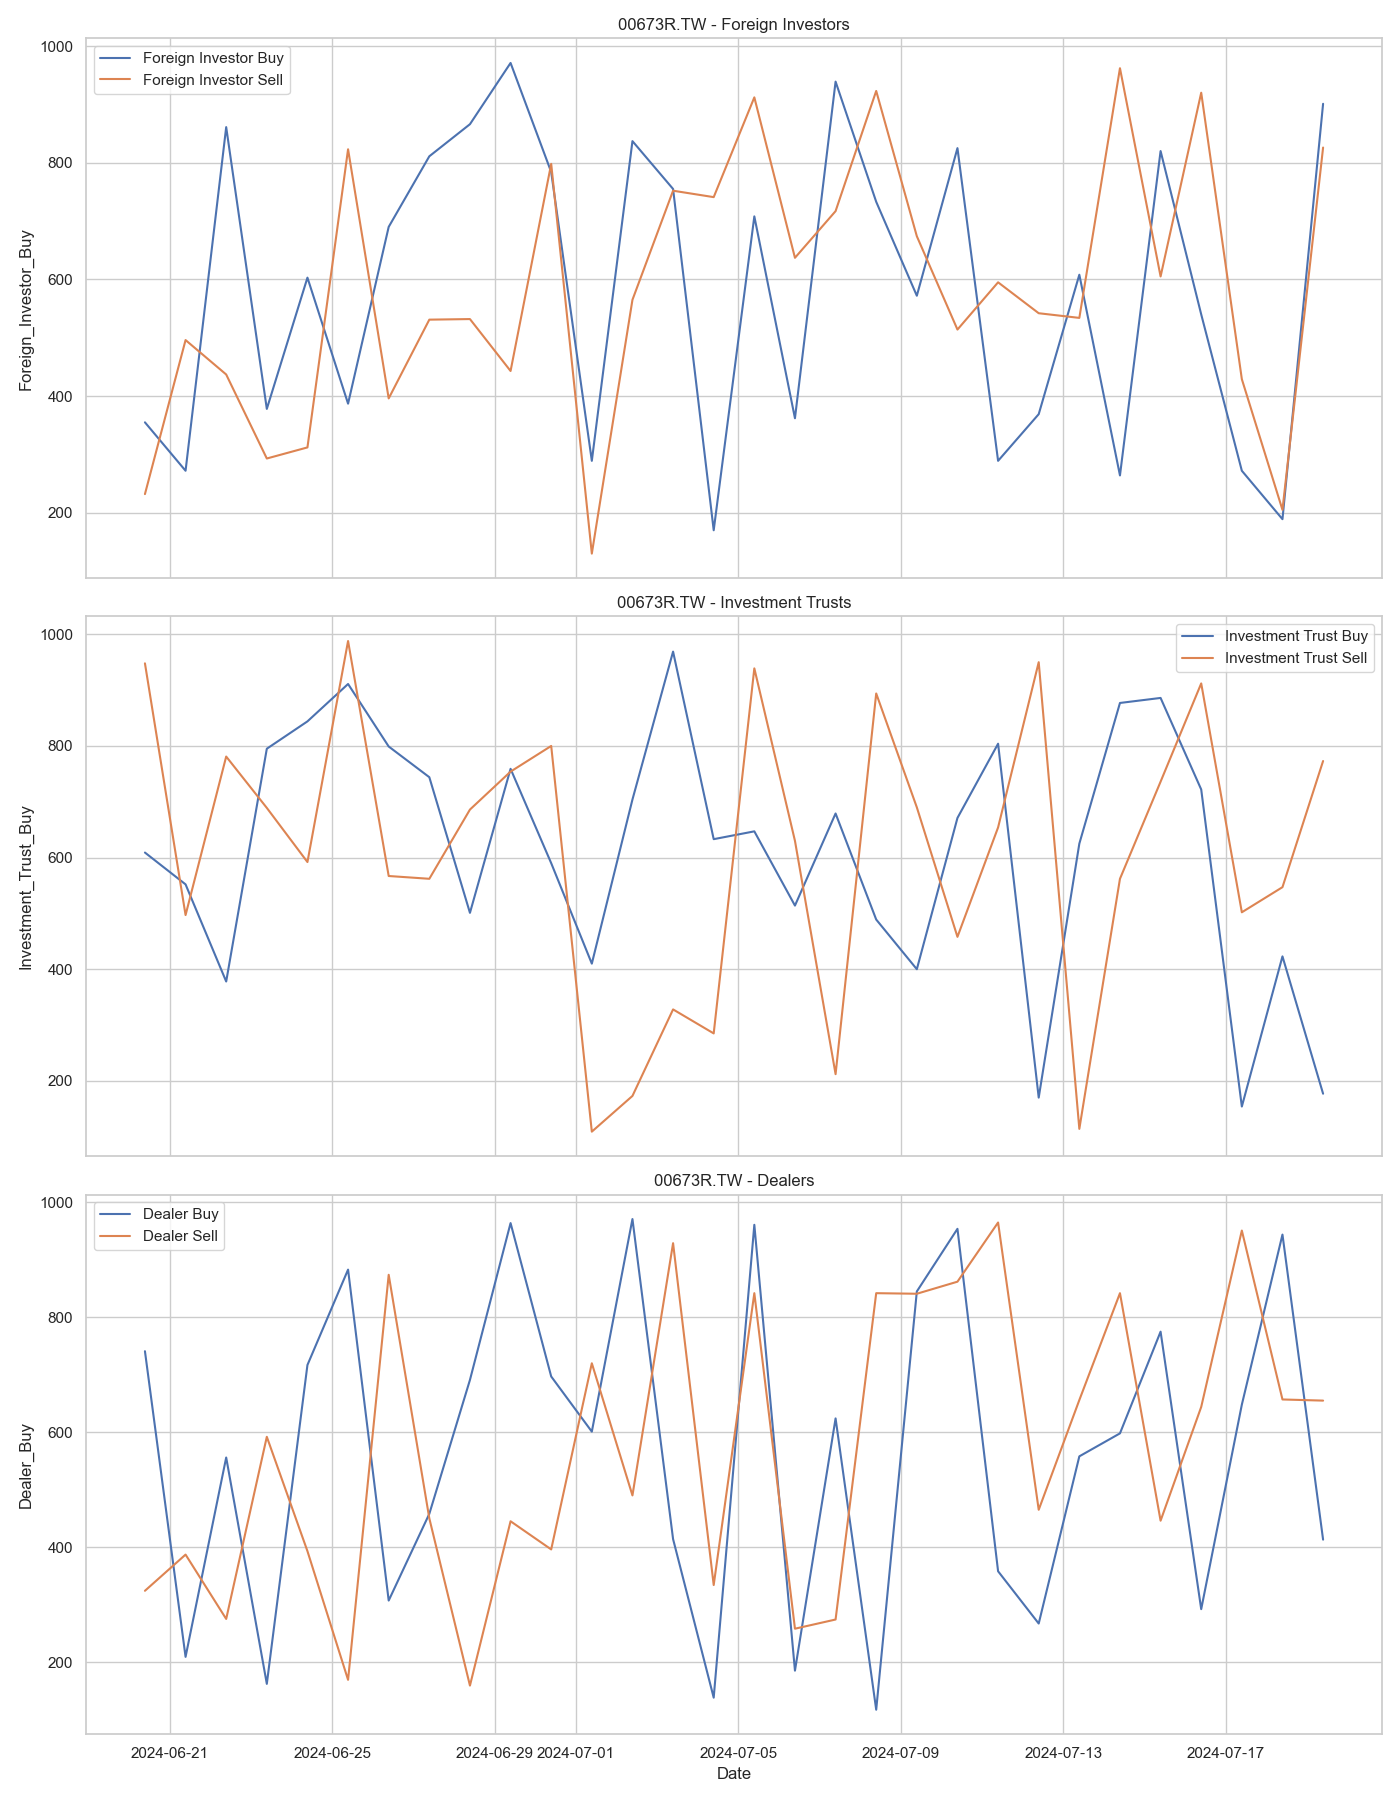 00673R.TW - Foreign Investors
Foreign Investor Buy
Foreign Investor Sell
1000
800
600
400
200
Foreign_Investor_Buy
00673R.TW - Investment Trusts
Investment Trust Buy
Investment Trust Sell
1000
800
600
400
200
Investment_Trust_Buy
00673R.TW - Dealers
Dealer Buy
Dealer Sell
1000
800
600
400
200
Dealer_Buy
2024-06-21 2024-06-25 2024-06-29 2024-07-01 2024-07-05 2024-07-09 2024-07-13 2024-07-17
Date